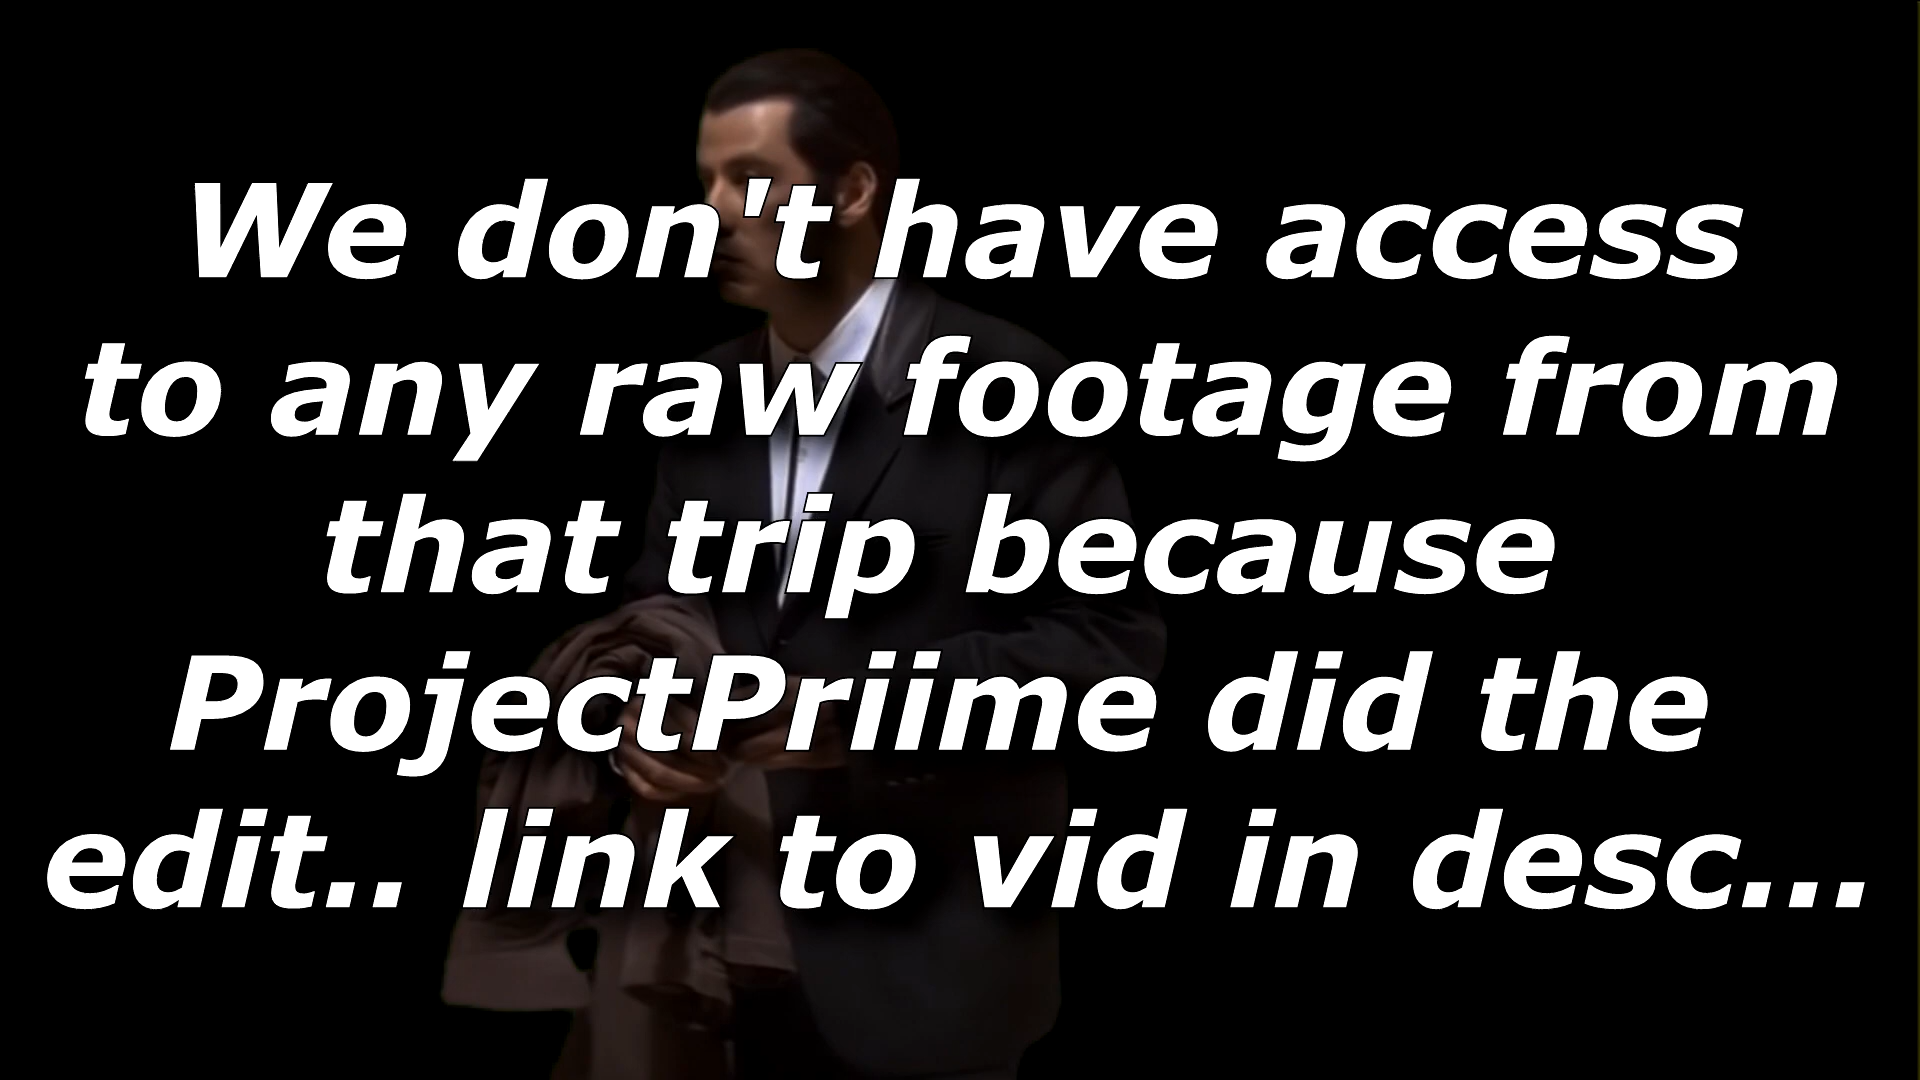 We don't have access
to any raw footage from
that trip because
ProjectPriime did the
edit.. link to vid in desc...